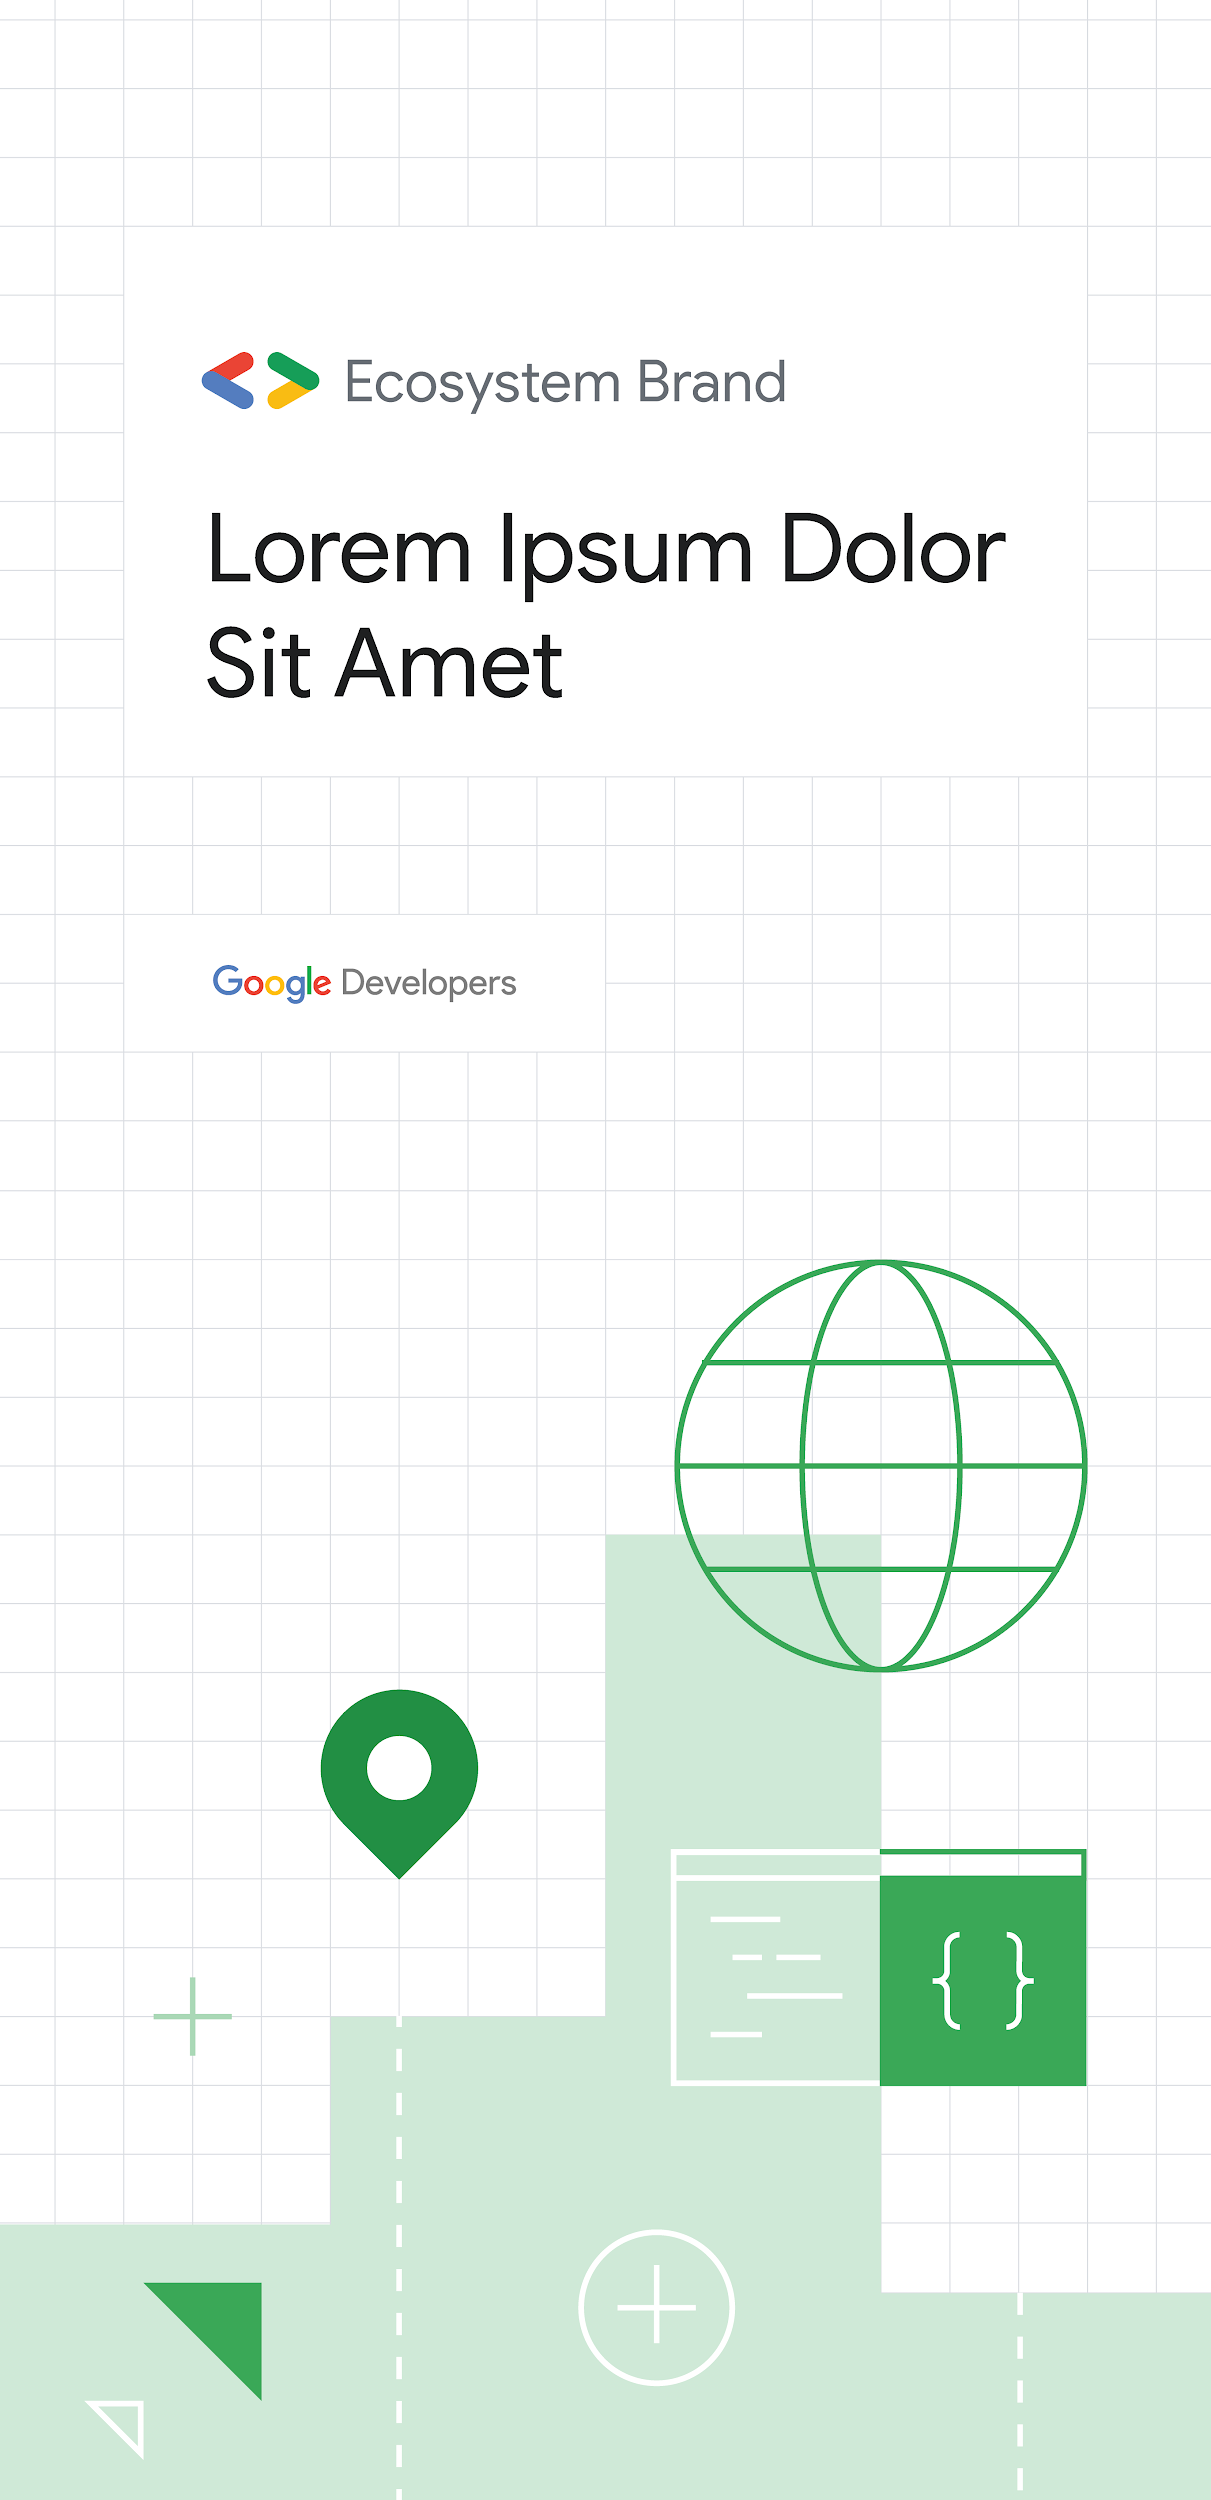 Ecosystem Brand
Lorem Ipsum Dolor
Sit Amet
Google Developers
{ }